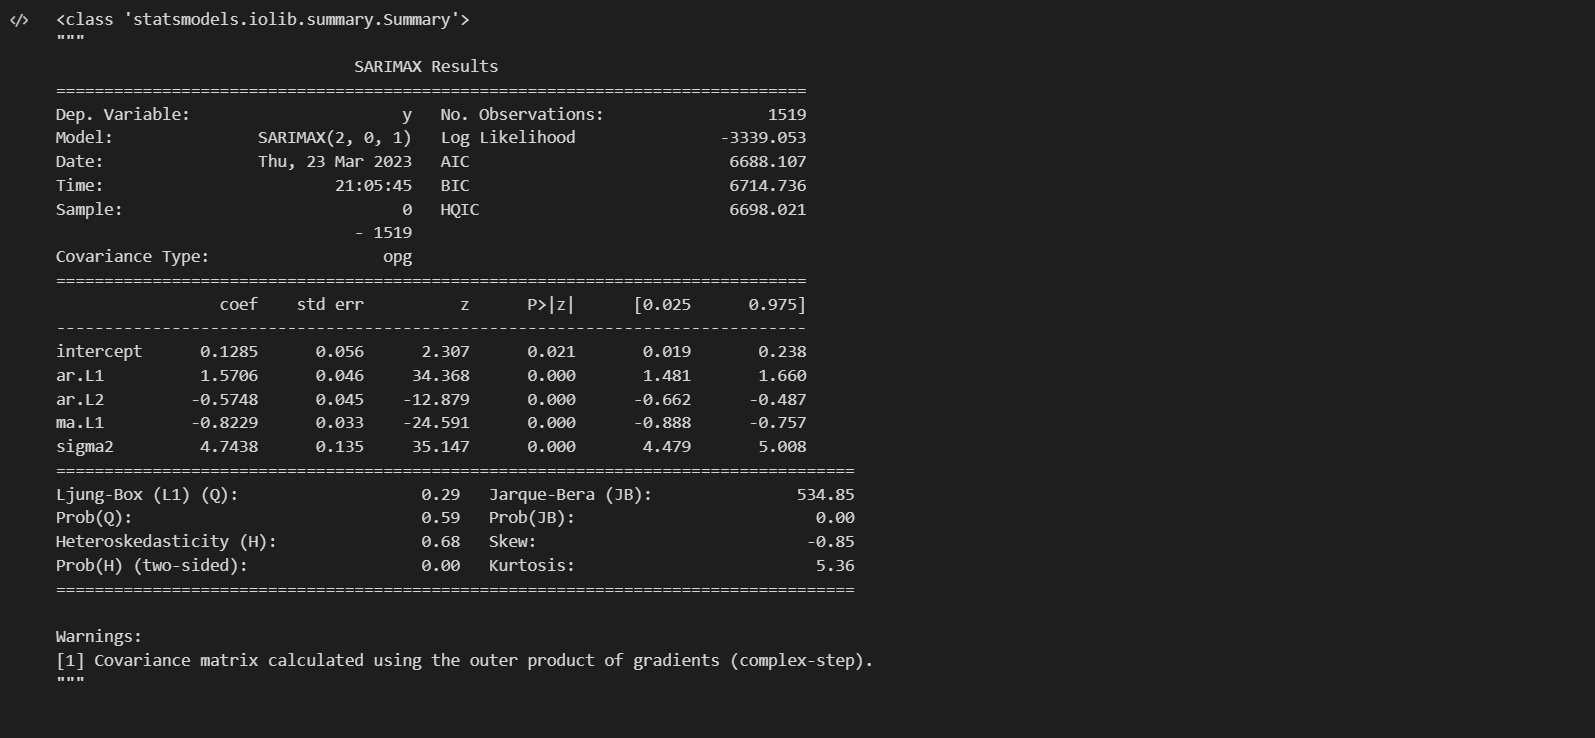 </> <class 'statsmodels.iolib.summary.Summary'>
"""
                               SARIMAX Results
==============================================================================
Dep. Variable:                      y   No. Observations:                 1519
Model:               SARIMAX(2, 0, 1)   Log Likelihood               -3339.053
Date:                Thu, 23 Mar 2023   AIC                           6688.107
Time:                        21:05:45   BIC                           6714.736
Sample:                             0   HQIC                          6698.021
                               - 1519
Covariance Type:                  opg
==============================================================================
                 coef    std err          z      P>|z|      [0.025      0.975]
------------------------------------------------------------------------------
intercept      0.1285      0.056      2.307      0.021       0.019       0.238
ar.L1          1.5706      0.046     34.368      0.000       1.481       1.660
ar.L2         -0.5748      0.045    -12.879      0.000      -0.662      -0.487
ma.L1         -0.8229      0.033    -24.591      0.000      -0.888      -0.757
sigma2         4.7438      0.135     35.147      0.000       4.479       5.008
===================================================================================
Ljung-Box (L1) (Q):                   0.29   Jarque-Bera (JB):               534.85
Prob(Q):                              0.59   Prob(JB):                         0.00
Heteroskedasticity (H):               0.68   Skew:                            -0.85
Prob(H) (two-sided):                  0.00   Kurtosis:                         5.36
===================================================================================
Warnings:
[1] Covariance matrix calculated using the outer product of gradients (complex-step).
"""